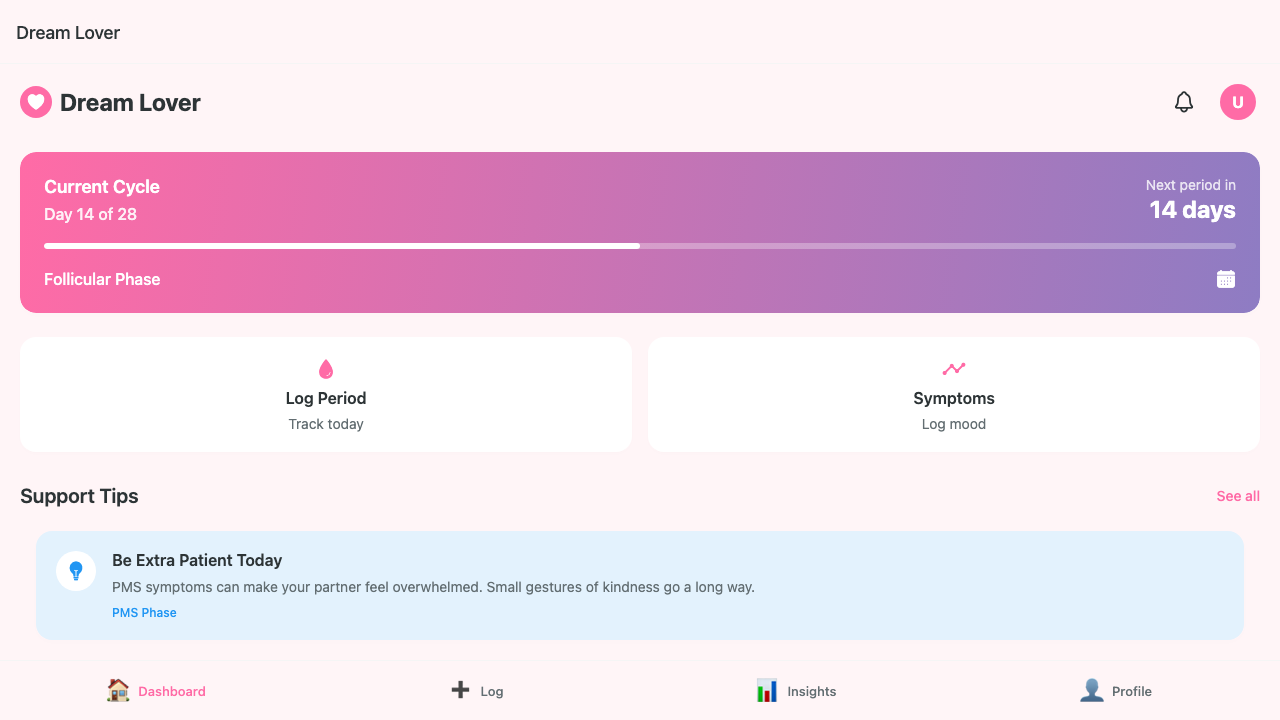 Dream Lover
Dream Lover
U
Current Cycle
Day 14 of 28
Next period in
14 days
Follicular Phase
Log Period
Track today
Symptoms
Log mood
Support Tips
See all
Be Extra Patient Today
PMS symptoms can make your partner feel overwhelmed. Small gestures of kindness go a long way.
PMS Phase
Dashboard
Log
Insights
Profile